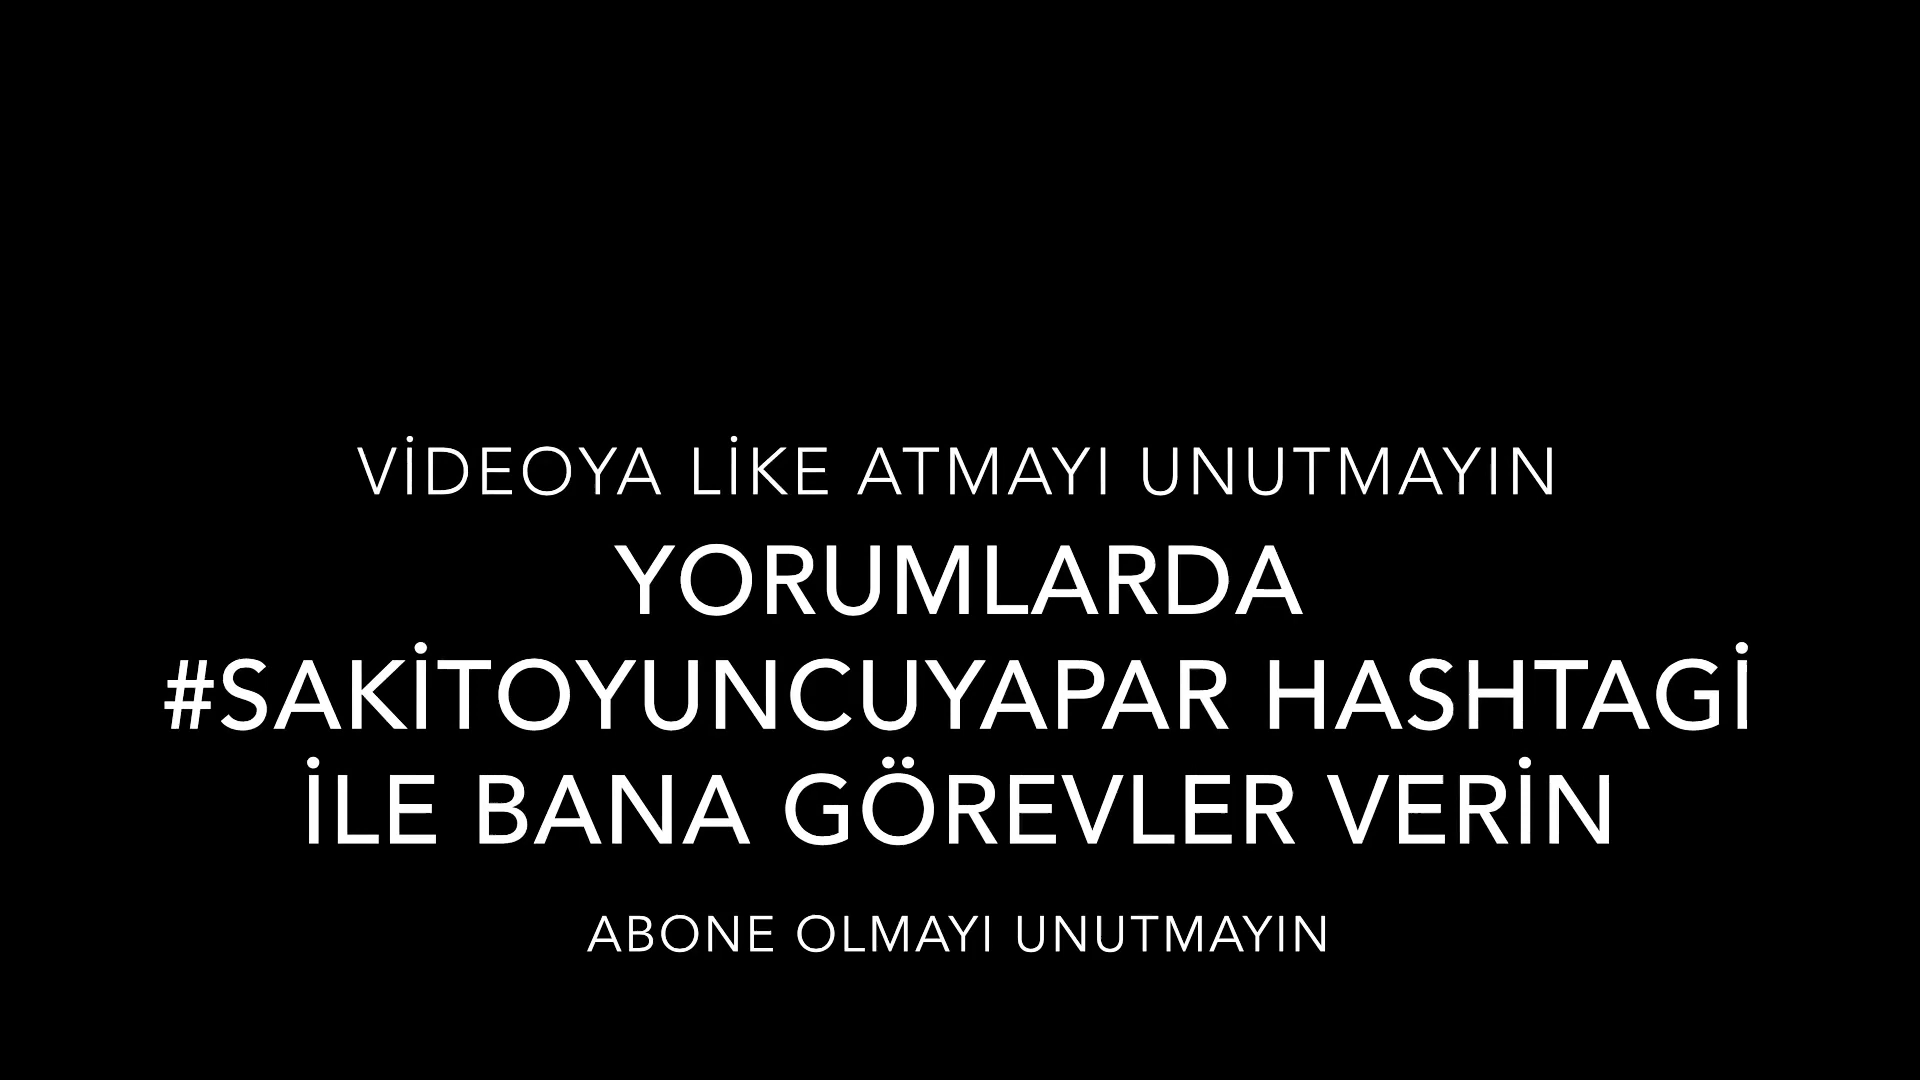 VİDEOYA LİKE ATMAYI UNUTMAYIN
YORUMLARDA
#SAKİTOYUNCUYAPAR HASHTAGİ
İLE BANA GÖREVLER VERİN
ABONE OLMAYI UNUTMAYIN